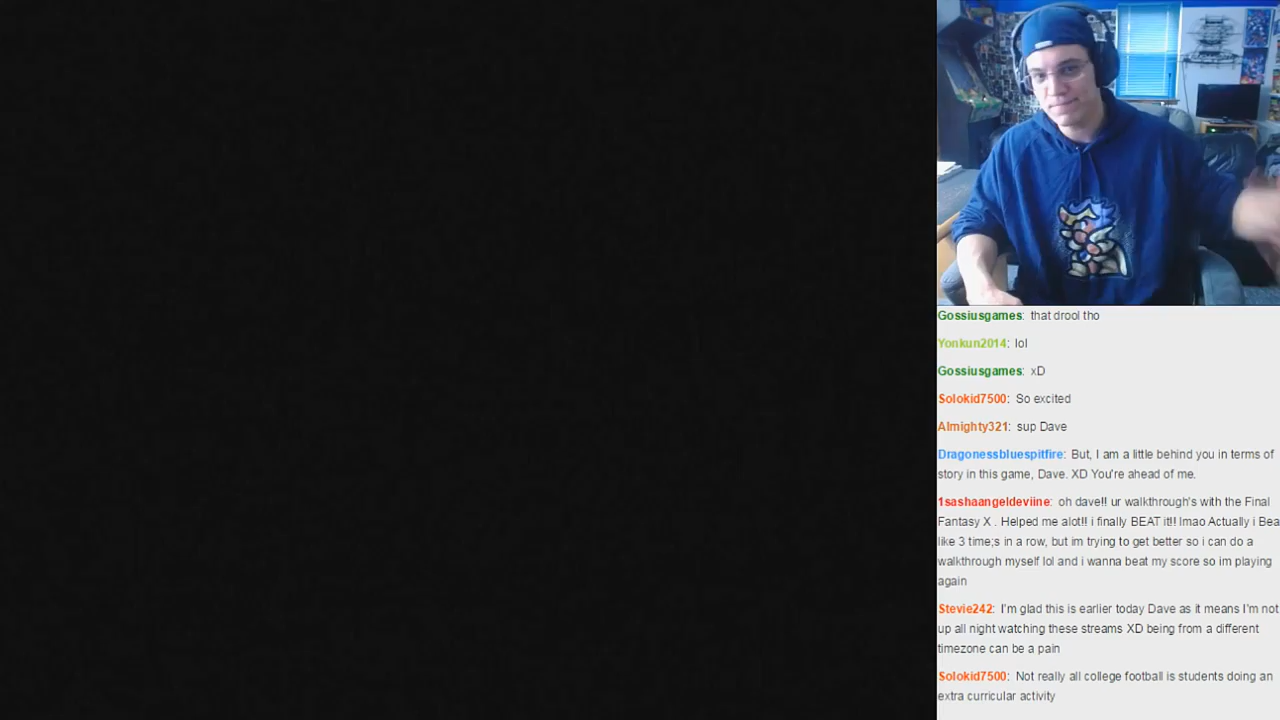 Gossiusgames: that drool tho
Yonkun2014: lol
Gossiusgames: xD
Solokid7500: So excited
Almighty321: sup Dave
Dragonessbluespitfire: But, I am a little behind you in terms of
story in this game, Dave. XD You're ahead of me.
1sashaangeldeviine: oh dave!! ur walkthrough's with the Final
Fantasy X . Helped me alot!! i finally BEAT it!! lmao Actually i Bea
like 3 time;s in a row, but im trying to get better so i can do a
walkthrough myself lol and i wanna beat my score so im playing
again
Stevie242: I'm glad this is earlier today Dave as it means I'm not
up all night watching these streams XD being from a different
timezone can be a pain
Solokid7500: Not really all college football is students doing an
extra curricular activity